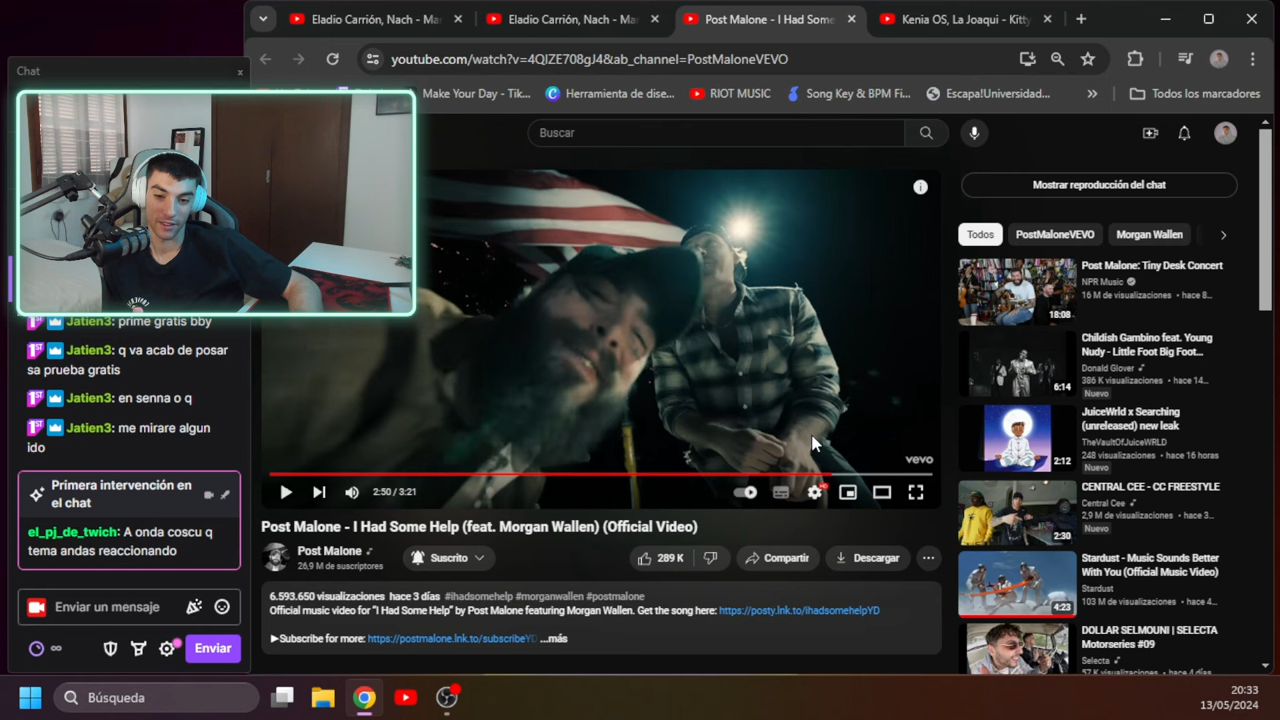 Eladio Carrión, Nach - Ma
Eladio Carrión, Nach - Ma
Post Malone - I Had Some
Kenia OS, La Joaqui - Kitty
youtube.com/watch?v=4QIZE708gJ4&ab_channel=PostMaloneVEVO
Make Your Day - Tik...
Herramienta de dise...
RIOT MUSIC
Song Key & BPM Fi...
Escapa!Universidad...
Todos los marcadores
Chat
Buscar
Mostrar reproducción del chat
Todos
PostMaloneVEVO
Morgan Wallen
Jatien3: prime gratis bby
Jatien3: q va acab de posar
sa prueba gratis
Jatien3: en senna o q
Jatien3: me mirare algun
ido
Primera intervención en
el chat
el_pj_de_twich: A onda coscu q
tema andas reaccionando
Enviar un mensaje
Enviar
vevo
2:50 / 3:21
Post Malone - I Had Some Help (feat. Morgan Wallen) (Official Video)
Post Malone
26,9 M de suscriptores
Suscrito
289 K
Compartir
Descargar
6.593.650 visualizaciones hace 3 días #ihadsomehelp #morganwallen #postmalone
Official music video for "I Had Some Help" by Post Malone featuring Morgan Wallen. Get the song here: https://posty.lnk.to/ihadsomehelpYD
►Subscribe for more: https://postmalone.lnk.to/subscribeYD ...más
Post Malone: Tiny Desk Concert
NPR Music
16 M de visualizaciones • hace 8...
18:08
Childish Gambino feat. Young
Nudy - Little Foot Big Foot...
Donald Glover
386 K visualizaciones • hace 14...
Nuevo
6:14
JuiceWrld x Searching
(unreleased) new leak
TheVaultOfJuiceWRLD
248 visualizaciones • hace 16 horas
Nuevo
2:12
CENTRAL CEE - CC FREESTYLE
Central Cee
2,9 M de visualizaciones • hace 5...
Nuevo
2:30
Stardust - Music Sounds Better
With You (Official Music Video)
Stardust
103 M de visualizaciones • hace 4...
4:23
DOLLAR SELMOUNI | SELECTA
Motorseries #09
Selecta
57 K visualizaciones • hace 4 días
Búsqueda
20:33
13/05/2024